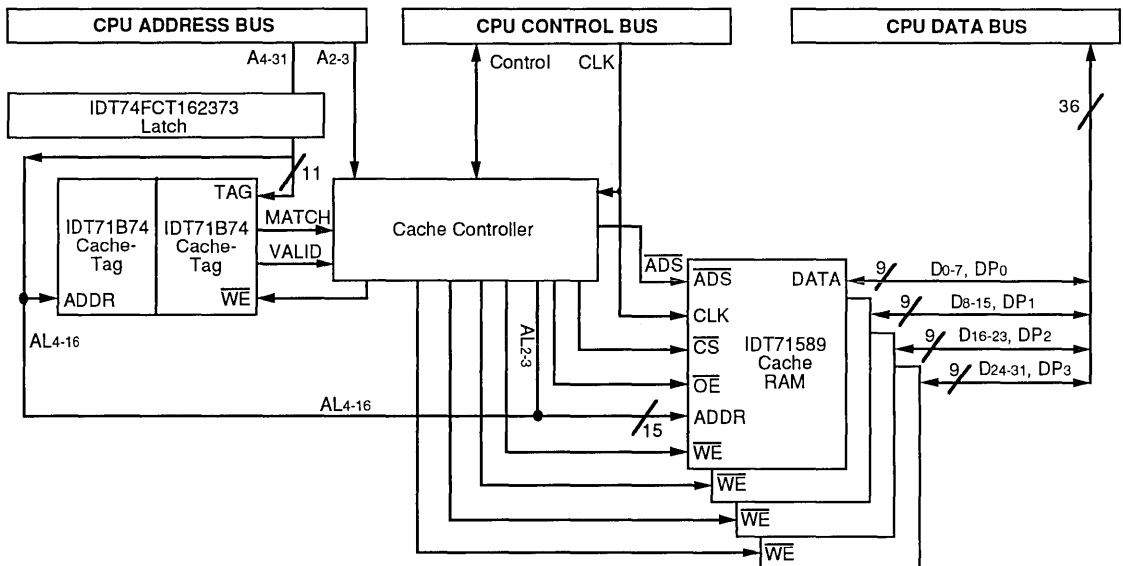 CPU ADDRESS BUS
CPU CONTROL BUS
CPU DATA BUS
A4-31
A2-3
Control
CLK
IDT74FCT162373
Latch
36
11
TAG
MATCH
VALID
IDT71B74
Cache-
Tag
IDT71B74
Cache-
Tag
ADDR
WE
Cache Controller
ADS
ADS
DATA
CLK
CS
OE
ADDR
WE
IDT71589
Cache
RAM
9
D0-7, DP0
9
D8-15, DP1
9
D16-23, DP2
9
D24-31, DP3
AL4-16
AL2-3
AL4-16
15
WE
WE
WE